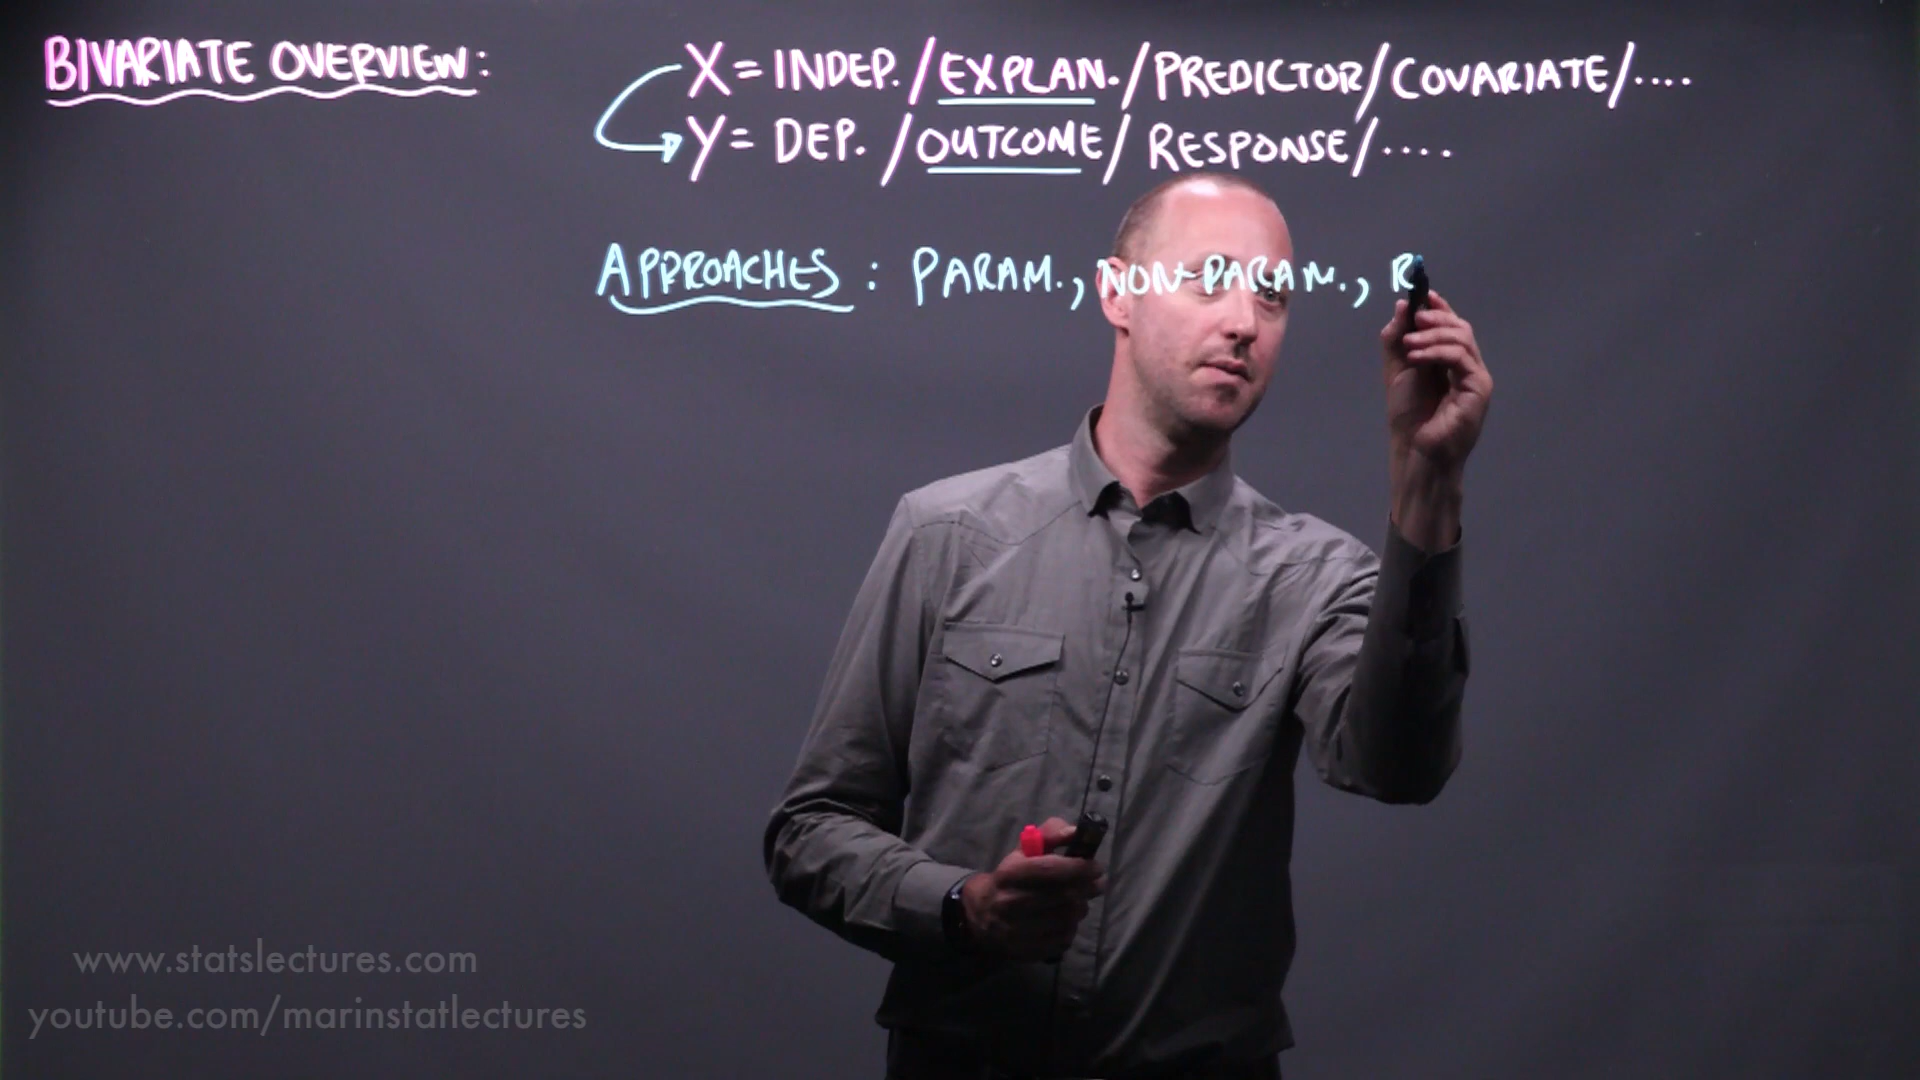 BIVARIATE OVERVIEW:
X = INDEP. / EXPLAN. / PREDICTOR / COVARIATE / ....
Y = DEP. / OUTCOME / RESPONSE / ....
APPROACHES : PARAM., NON-PARAM., R
www.statslectures.com
youtube.com/marinstatlectures